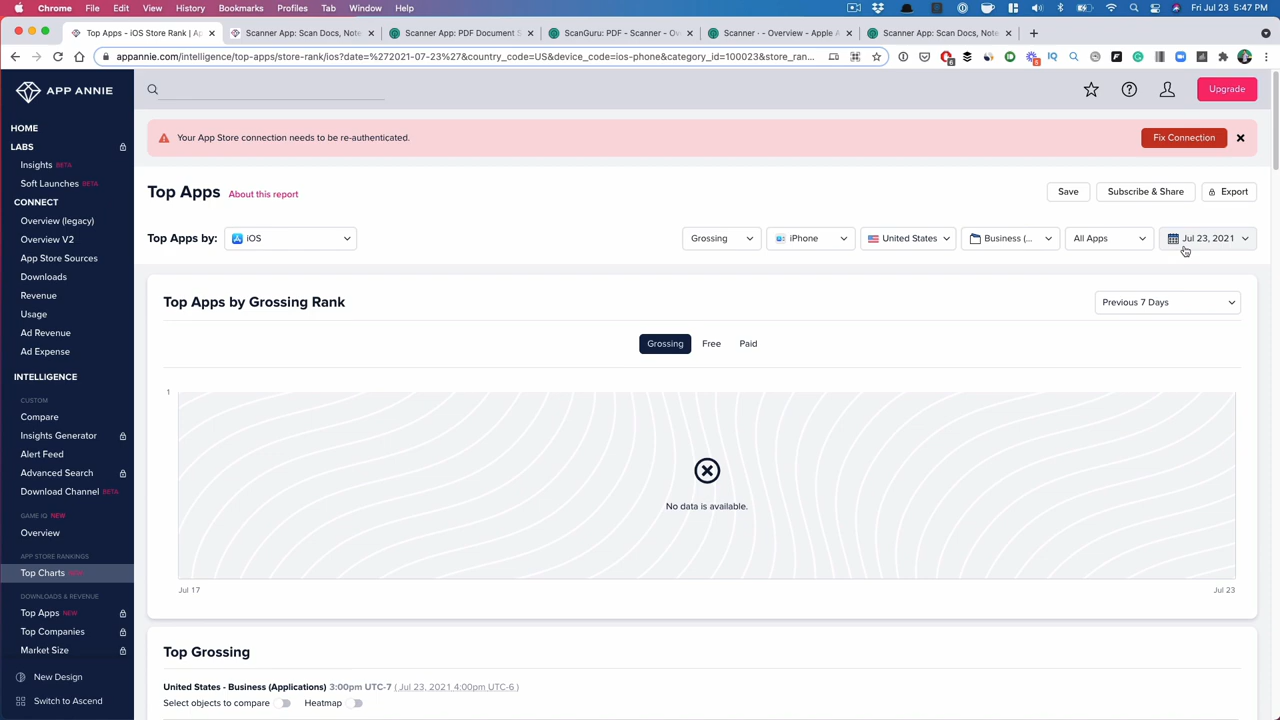 Chrome File Edit View History Bookmarks Profiles Tab Window Help Fri Jul 23 5:47 PM
Top Apps - iOS Store Rank | Ap
Scanner App: Scan Docs, Note
Scanner App: PDF Document S
ScanGuru: PDF - Scanner - Ov
Scanner · - Overview - Apple A
Scanner App: Scan Docs, Note
appannie.com/intelligence/top-apps/store-rank/ios?date=%272021-07-23%27&country_code=US&device_code=ios-phone&category_id=100023&store_ran...
APP ANNIE
Upgrade
HOME
LABS
Insights BETA
Soft Launches BETA
CONNECT
Overview (legacy)
Overview V2
App Store Sources
Downloads
Revenue
Usage
Ad Revenue
Ad Expense
INTELLIGENCE
CUSTOM
Compare
Insights Generator
Alert Feed
Advanced Search
Download Channel BETA
GAME IQ NEW
Overview
APP STORE RANKINGS
Top Charts NEW
DOWNLOADS & REVENUE
Top Apps NEW
Top Companies
Market Size
New Design
Switch to Ascend
Your App Store connection needs to be re-authenticated.
Fix Connection
Top Apps About this report
Save Subscribe & Share Export
Top Apps by: iOS Grossing iPhone United States Business (... All Apps Jul 23, 2021
Top Apps by Grossing Rank
Previous 7 Days
Grossing Free Paid
1
No data is available.
Jul 17 Jul 23
Top Grossing
United States - Business (Applications) 3:00pm UTC-7 ( Jul 23, 2021 4:00pm UTC-6 )
Select objects to compare Heatmap